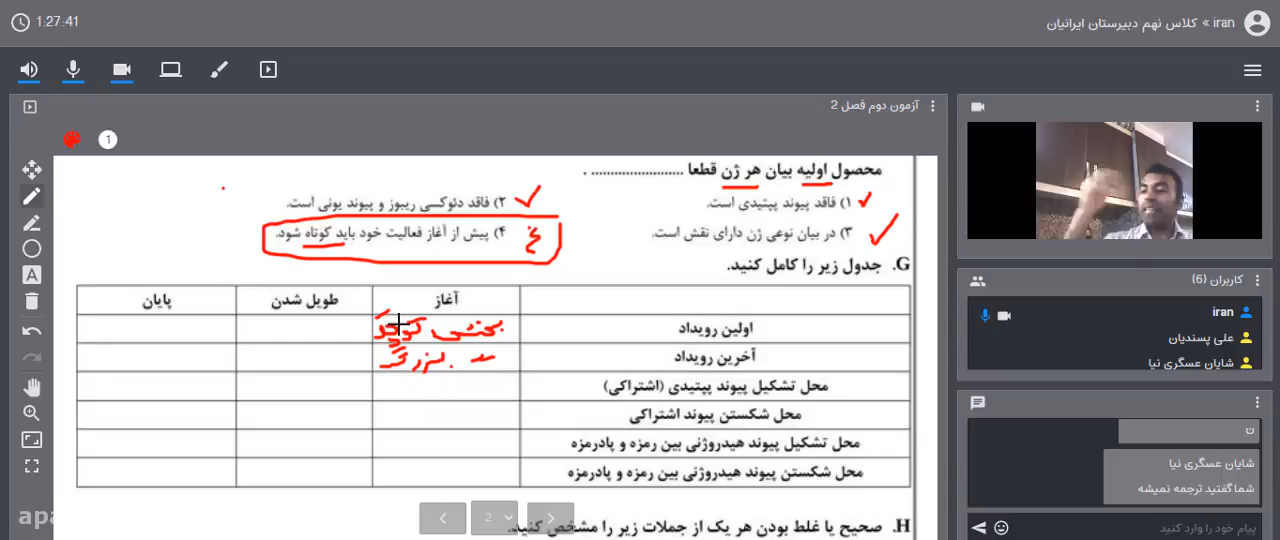 1:27:41
iran » کلاس نهم دبیرستان ایرانیان
آزمون دوم فصل 2
1
محصول اولیه بیان هر ژن قطعا ......................... .
۱) فاقد پیوند پپتیدی است.
۲) فاقد دئوکسی ریبوز و پیوند یونی است.
۳) در بیان نوعی ژن دارای نقش است.
۴) پیش از آغاز فعالیت خود باید کوتاه شود.
غ
G. جدول زیر را کامل کنید.
آغاز
طویل شدن
پایان
اولین رویداد
بخش کوچک
آخرین رویداد
بزرگ
محل تشکیل پیوند پپتیدی (اشتراکی)
محل شکستن پیوند اشتراکی
محل تشکیل پیوند هیدروژنی بین رمزه و پادرمزه
محل شکستن پیوند هیدروژنی بین رمزه و پادرمزه
H. صحیح یا غلط بودن هر یک از جملات زیر را مشخص کنید.
2
apa
کاربران (6)
iran
علی پسندیان
شایان عسگری نیا
ن
شایان عسگری نیا
شما گفتید ترجمه نمیشه
پیام خود را وارد کنید